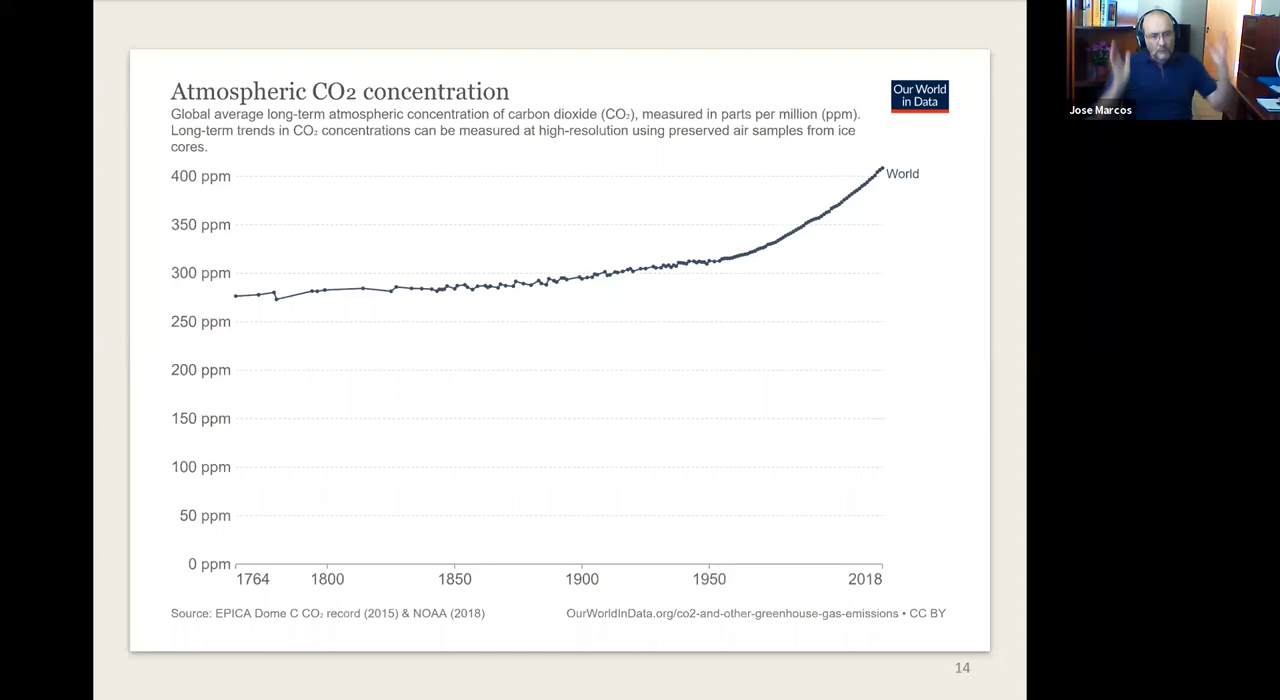 Atmospheric CO₂ concentration
Our World
in Data
Global average long-term atmospheric concentration of carbon dioxide (CO₂), measured in parts per million (ppm).
Long-term trends in CO₂ concentrations can be measured at high-resolution using preserved air samples from ice
cores.
400 ppm
350 ppm
300 ppm
250 ppm
200 ppm
150 ppm
100 ppm
50 ppm
0 ppm
World
1764 1800 1850 1900 1950 2018
Source: EPICA Dome C CO₂ record (2015) & NOAA (2018)
OurWorldInData.org/co2-and-other-greenhouse-gas-emissions • CC BY
14
Jose Marcos